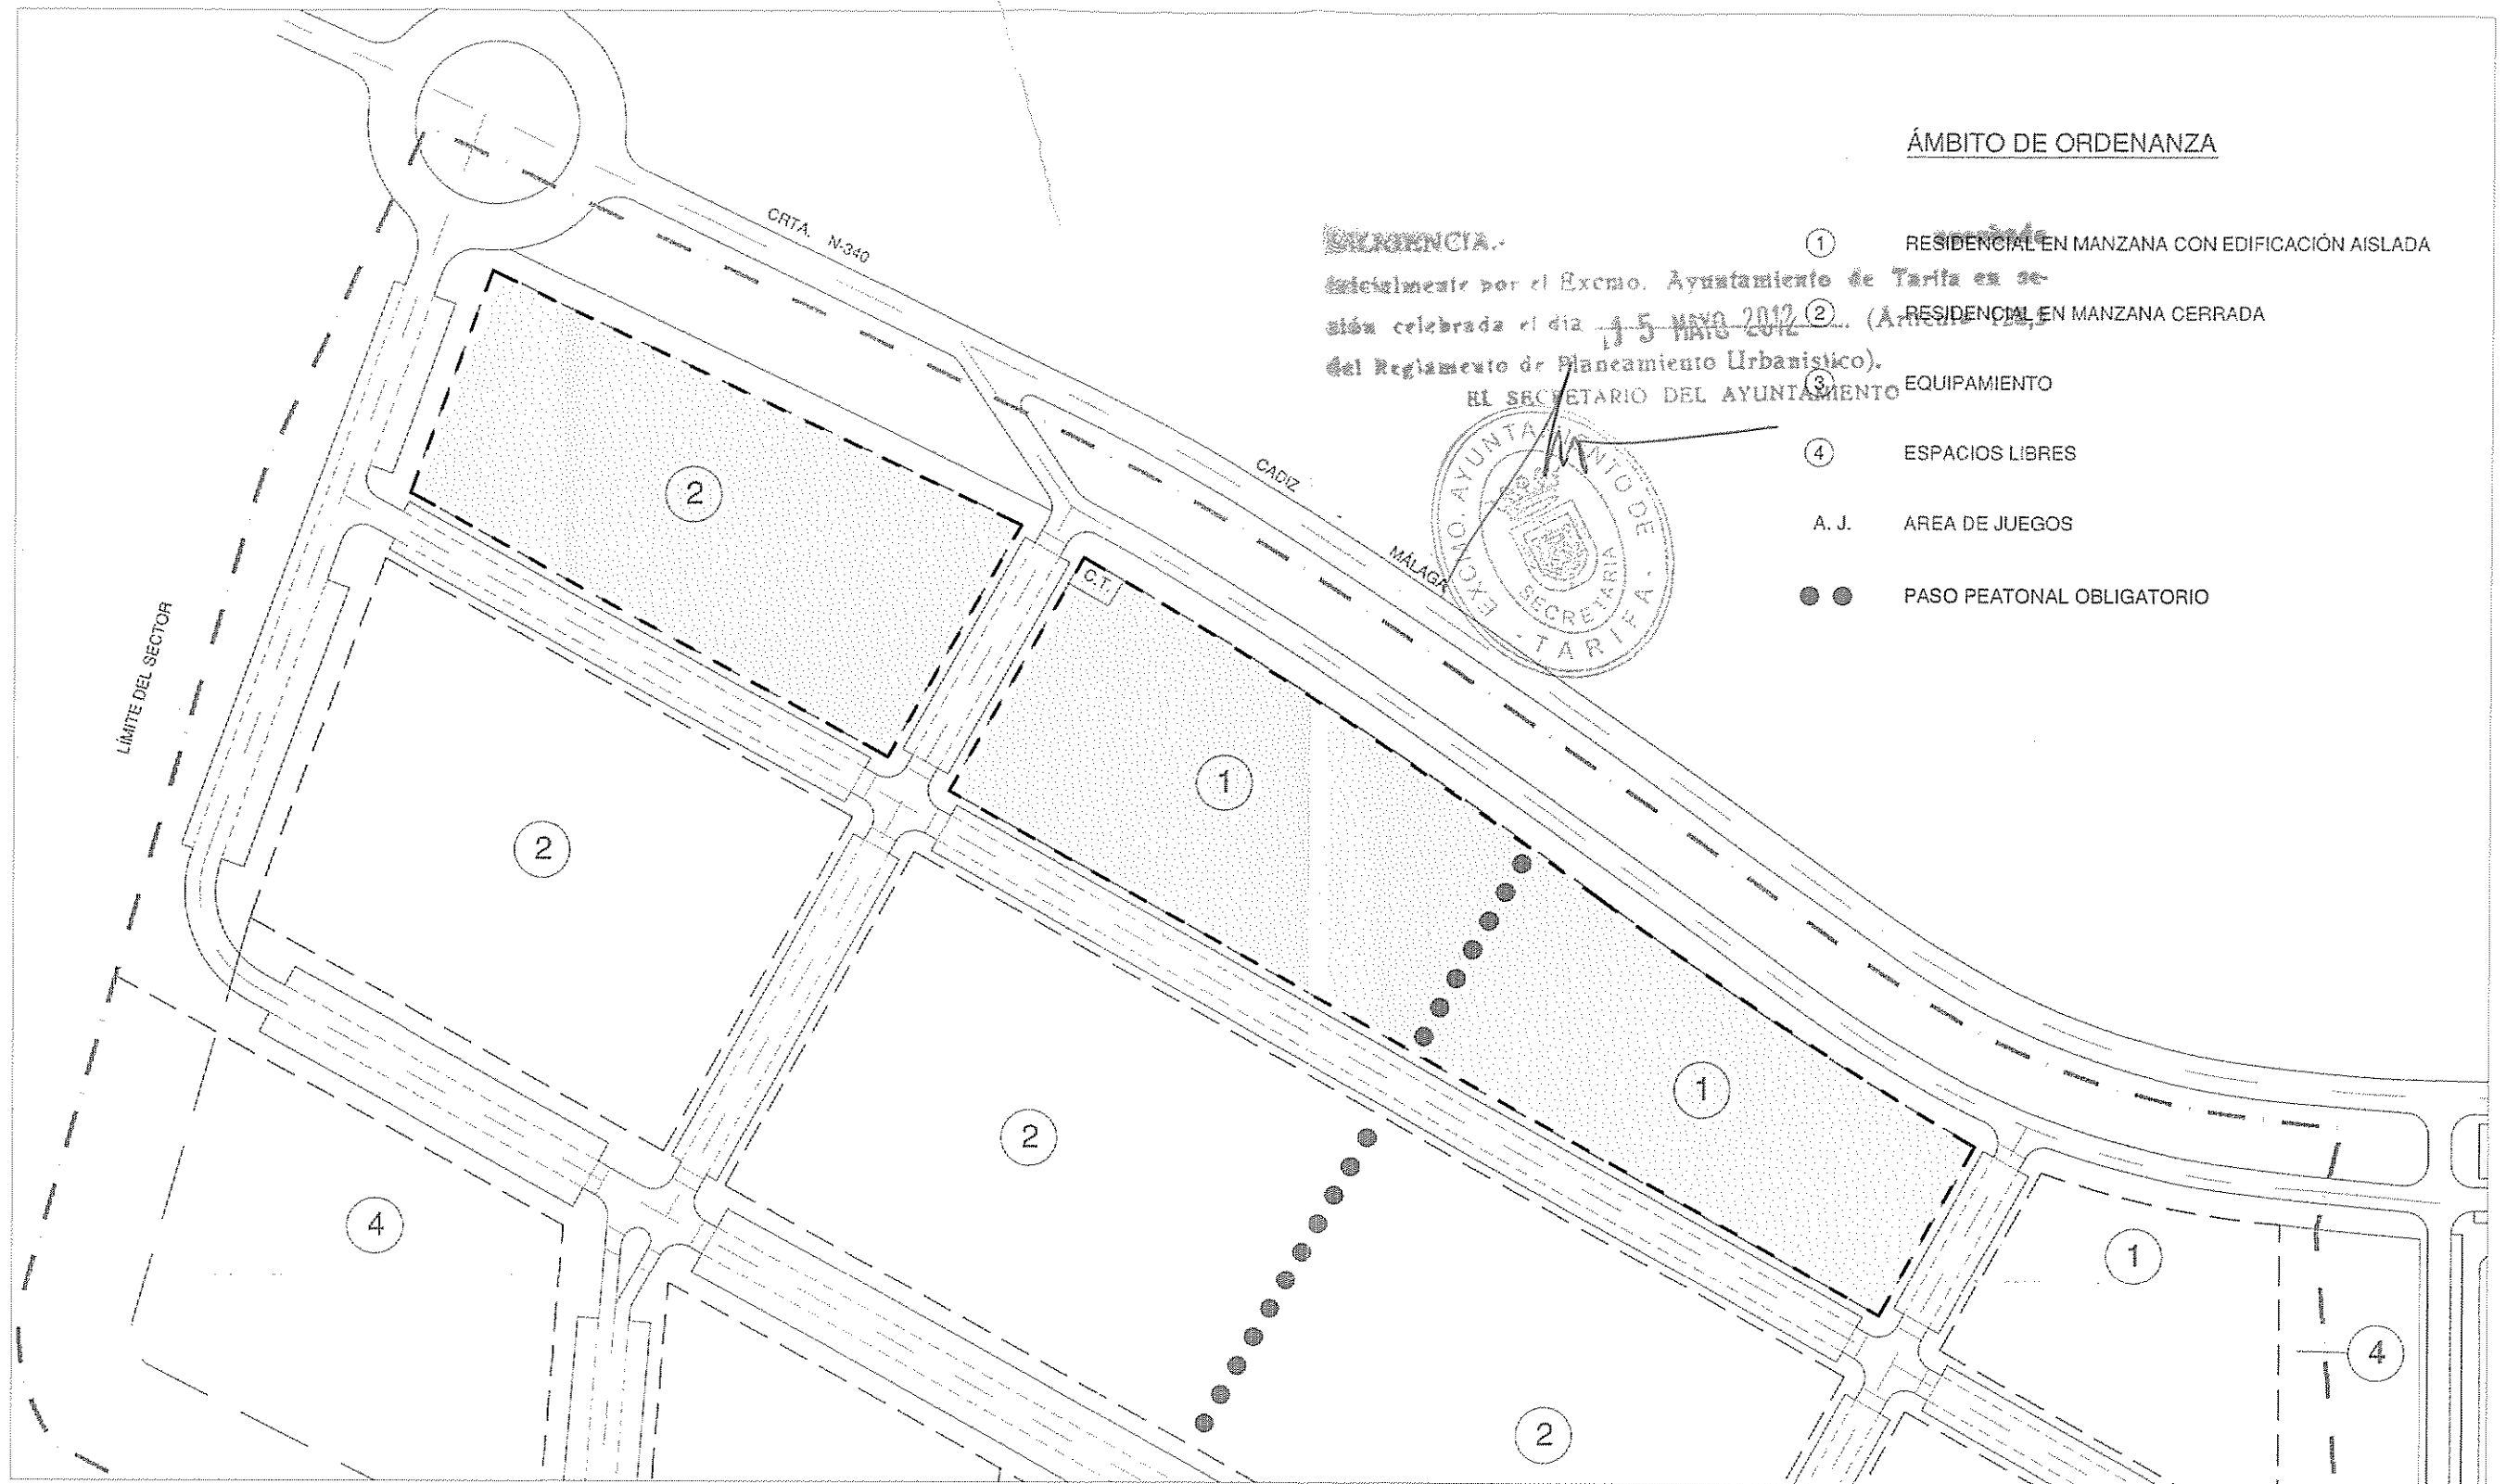 ÁMBITO DE ORDENANZA
1 RESIDENCIAL EN MANZANA CON EDIFICACIÓN AISLADA
2 RESIDENCIAL EN MANZANA CERRADA
3 EQUIPAMIENTO
4 ESPACIOS LIBRES
A. J. AREA DE JUEGOS
PASO PEATONAL OBLIGATORIO
inicialmente por el Excmo. Ayuntamiento de Tarifa en se-
sión celebrada el dia 15 MAYO 2012 (
del Reglamento de Planeamiento Urbanistico).
EL SECRETARIO DEL AYUNTAMIENTO
EXCMO. AYUNTAMIENTO DE
- TARIFA -
SECRETARIA
CRTA. N-340
CADIZ
MÁLAGA
LÍMITE DEL SECTOR
C.T.
2
1
2
1
2
4
1
4
2